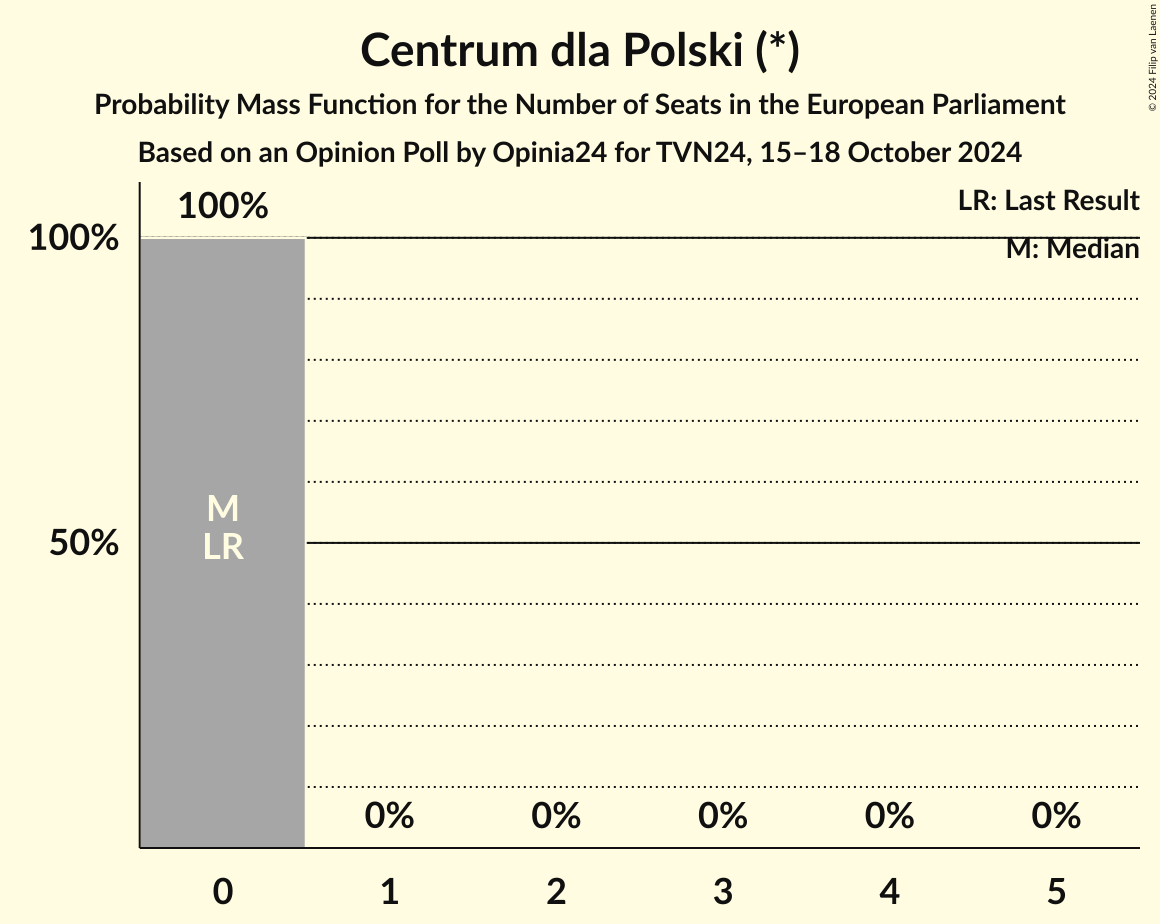 Centrum dla Polski (*)
Probability Mass Function for the Number of Seats in the European Parliament
Based on an Opinion Poll by Opinia24 for TVN24, 15–18 October 2024
© 2024 Filip van Laenen
LR: Last Result
M: Median
100%
100%
50%
M
LR
0% 0% 0% 0% 0%
0 1 2 3 4 5